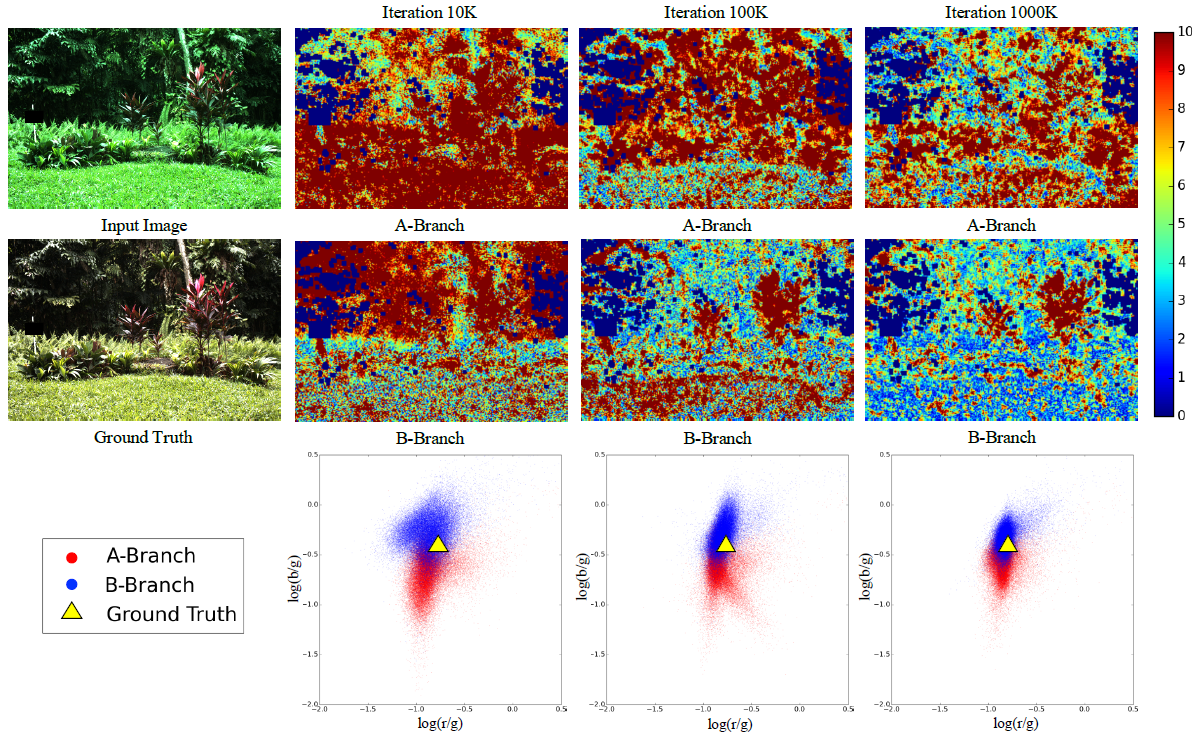 Iteration 10K
Iteration 100K
Iteration 1000K
10
9
8
7
6
5
4
3
2
1
0
Input Image
A-Branch
A-Branch
A-Branch
Ground Truth
B-Branch
B-Branch
B-Branch
A-Branch
B-Branch
Ground Truth
0.5
0.0
−0.5
−1.0
−1.5
−2.0
log(b/g)
−2.0 −1.5 −1.0 −0.5 0.0 0.5
log(r/g)
0.5
0.0
−0.5
−1.0
−1.5
−2.0
log(b/g)
−2.0 −1.5 −1.0 −0.5 0.0 0.5
log(r/g)
0.5
0.0
−0.5
−1.0
−1.5
−2.0
log(b/g)
−2.0 −1.5 −1.0 −0.5 0.0 0.5
log(r/g)